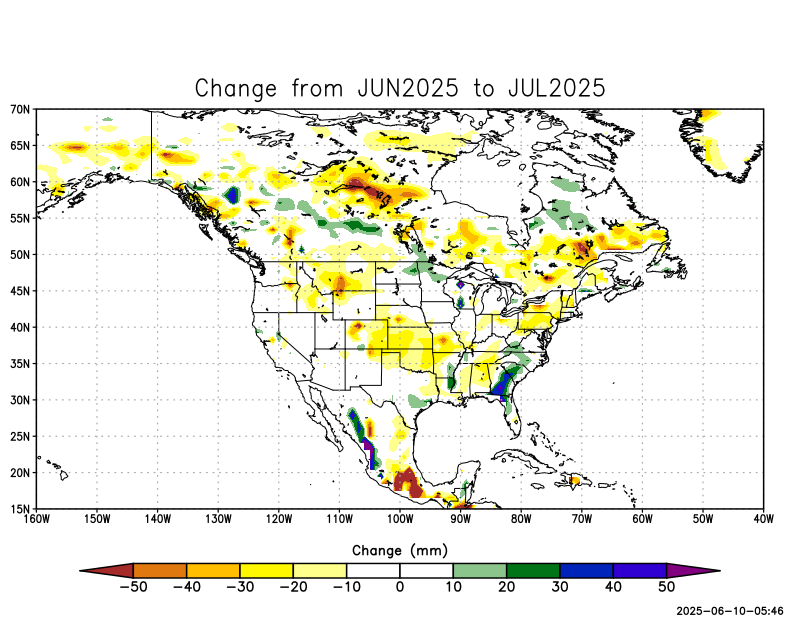 Change from JUN2025 to JUL2025
70N
65N
60N
55N
50N
45N
40N
35N
30N
25N
20N
15N
160W 150W 140W 130W 120W 110W 100W 90W 80W 70W 60W 50W 40W
Change (mm)
−50 −40 −30 −20 −10 0 10 20 30 40 50
2025-06-10-05:46